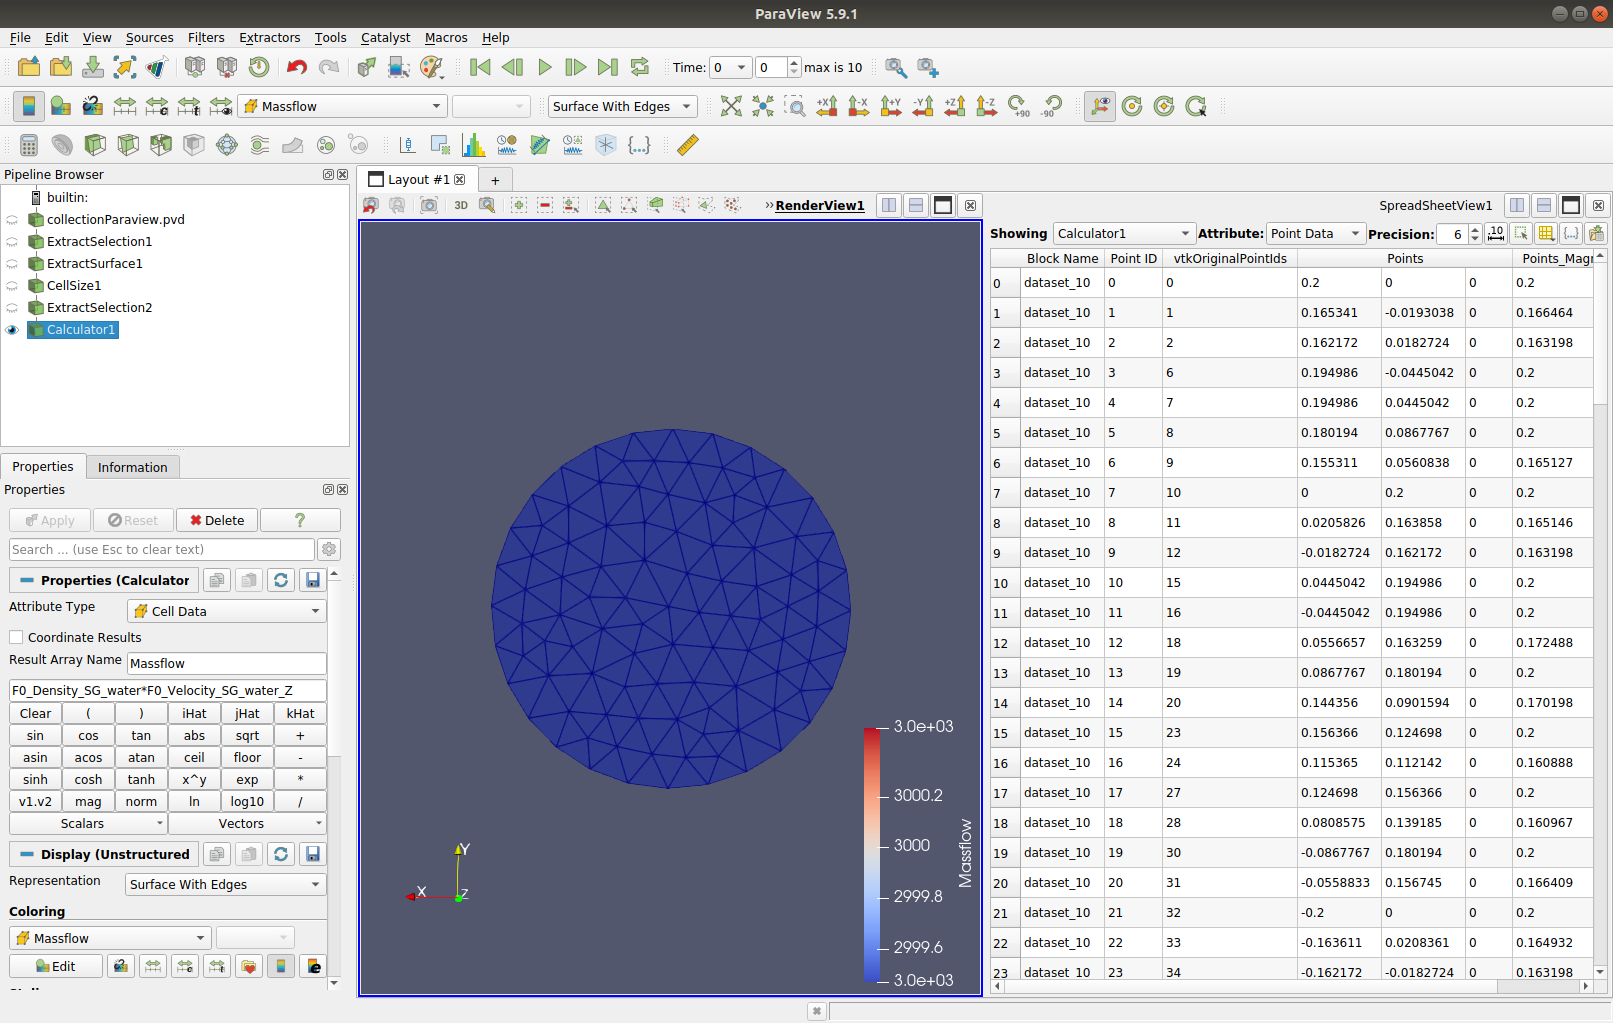 ParaView 5.9.1
File Edit View Sources Filters Extractors Tools Catalyst Macros Help
Time: 0 0 max is 10
Massflow Surface With Edges +X -X +Y -Y +Z -Z +90 -90
Pipeline Browser
builtin:
collectionParaview.pvd
ExtractSelection1
ExtractSurface1
CellSize1
ExtractSelection2
Calculator1
Properties Information
Properties
Apply Reset Delete ?
Search ... (use Esc to clear text)
Properties (Calculator
Attribute Type Cell Data
Coordinate Results
Result Array Name Massflow
F0_Density_SG_water*F0_Velocity_SG_water_Z
Clear ( ) iHat jHat kHat
sin cos tan abs sqrt +
asin acos atan ceil floor -
sinh cosh tanh x^y exp *
v1.v2 mag norm ln log10 /
Scalars Vectors
Display (Unstructured
Representation Surface With Edges
Coloring
Massflow
Edit
Layout #1 +
3D » RenderView1
3.0e+03
3000.2
3000
2999.8
2999.6
3.0e+03
Massflow
Y
X
Z
SpreadSheetView1
Showing Calculator1 Attribute: Point Data Precision: 6 .10
Block Name Point ID vtkOriginalPointIds Points Points_Magn
0 dataset_10 0 0 0.2 0 0 0.2
1 dataset_10 1 1 0.165341 -0.0193038 0 0.166464
2 dataset_10 2 2 0.162172 0.0182724 0 0.163198
3 dataset_10 3 6 0.194986 -0.0445042 0 0.2
4 dataset_10 4 7 0.194986 0.0445042 0 0.2
5 dataset_10 5 8 0.180194 0.0867767 0 0.2
6 dataset_10 6 9 0.155311 0.0560838 0 0.165127
7 dataset_10 7 10 0 0.2 0 0.2
8 dataset_10 8 11 0.0205826 0.163858 0 0.165146
9 dataset_10 9 12 -0.0182724 0.162172 0 0.163198
10 dataset_10 10 15 0.0445042 0.194986 0 0.2
11 dataset_10 11 16 -0.0445042 0.194986 0 0.2
12 dataset_10 12 18 0.0556657 0.163259 0 0.172488
13 dataset_10 13 19 0.0867767 0.180194 0 0.2
14 dataset_10 14 20 0.144356 0.0901594 0 0.170198
15 dataset_10 15 23 0.156366 0.124698 0 0.2
16 dataset_10 16 24 0.115365 0.112142 0 0.160888
17 dataset_10 17 27 0.124698 0.156366 0 0.2
18 dataset_10 18 28 0.0808575 0.139185 0 0.160967
19 dataset_10 19 30 -0.0867767 0.180194 0 0.2
20 dataset_10 20 31 -0.0558833 0.156745 0 0.166409
21 dataset_10 21 32 -0.2 0 0 0.2
22 dataset_10 22 33 -0.163611 0.0208361 0 0.164932
23 dataset_10 23 34 -0.162172 -0.0182724 0 0.163198